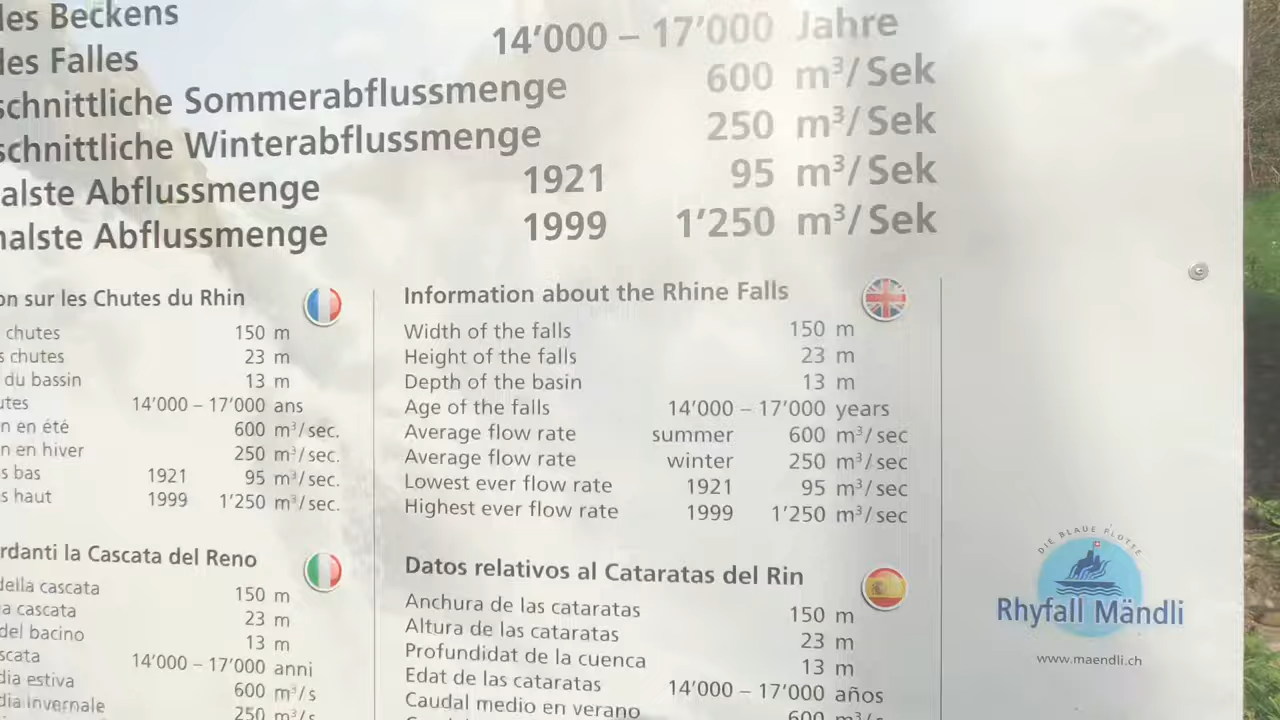 des Beckens
des Falles 14’000 – 17’000 Jahre
schnittliche Sommerabflussmenge 600 m³/Sek
schnittliche Winterabflussmenge 250 m³/Sek
alste Abflussmenge 1921 95 m³/Sek
malste Abflussmenge 1999 1’250 m³/Sek
on sur les Chutes du Rhin
chutes 150 m
s chutes 23 m
du bassin 13 m
utes 14’000 – 17’000 ans
n en été 600 m³/sec.
n en hiver 250 m³/sec.
s bas 1921 95 m³/sec.
s haut 1999 1’250 m³/sec.
Information about the Rhine Falls
Width of the falls 150 m
Height of the falls 23 m
Depth of the basin 13 m
Age of the falls 14’000 – 17’000 years
Average flow rate summer 600 m³/sec
Average flow rate winter 250 m³/sec
Lowest ever flow rate 1921 95 m³/sec
Highest ever flow rate 1999 1’250 m³/sec
rdanti la Cascata del Reno
della cascata 150 m
a cascata 23 m
del bacino 13 m
scata 14’000 – 17’000 anni
dia estiva 600 m³/s
dia invernale 250 m³/s
Datos relativos al Cataratas del Rin
Anchura de las cataratas 150 m
Altura de las cataratas 23 m
Profundidat de la cuenca 13 m
Edat de las cataratas 14’000 – 17’000 años
Caudal medio en verano 600 m³/
DIE BLAUE FLOTTE
Rhyfall Mändli
www.maendli.ch